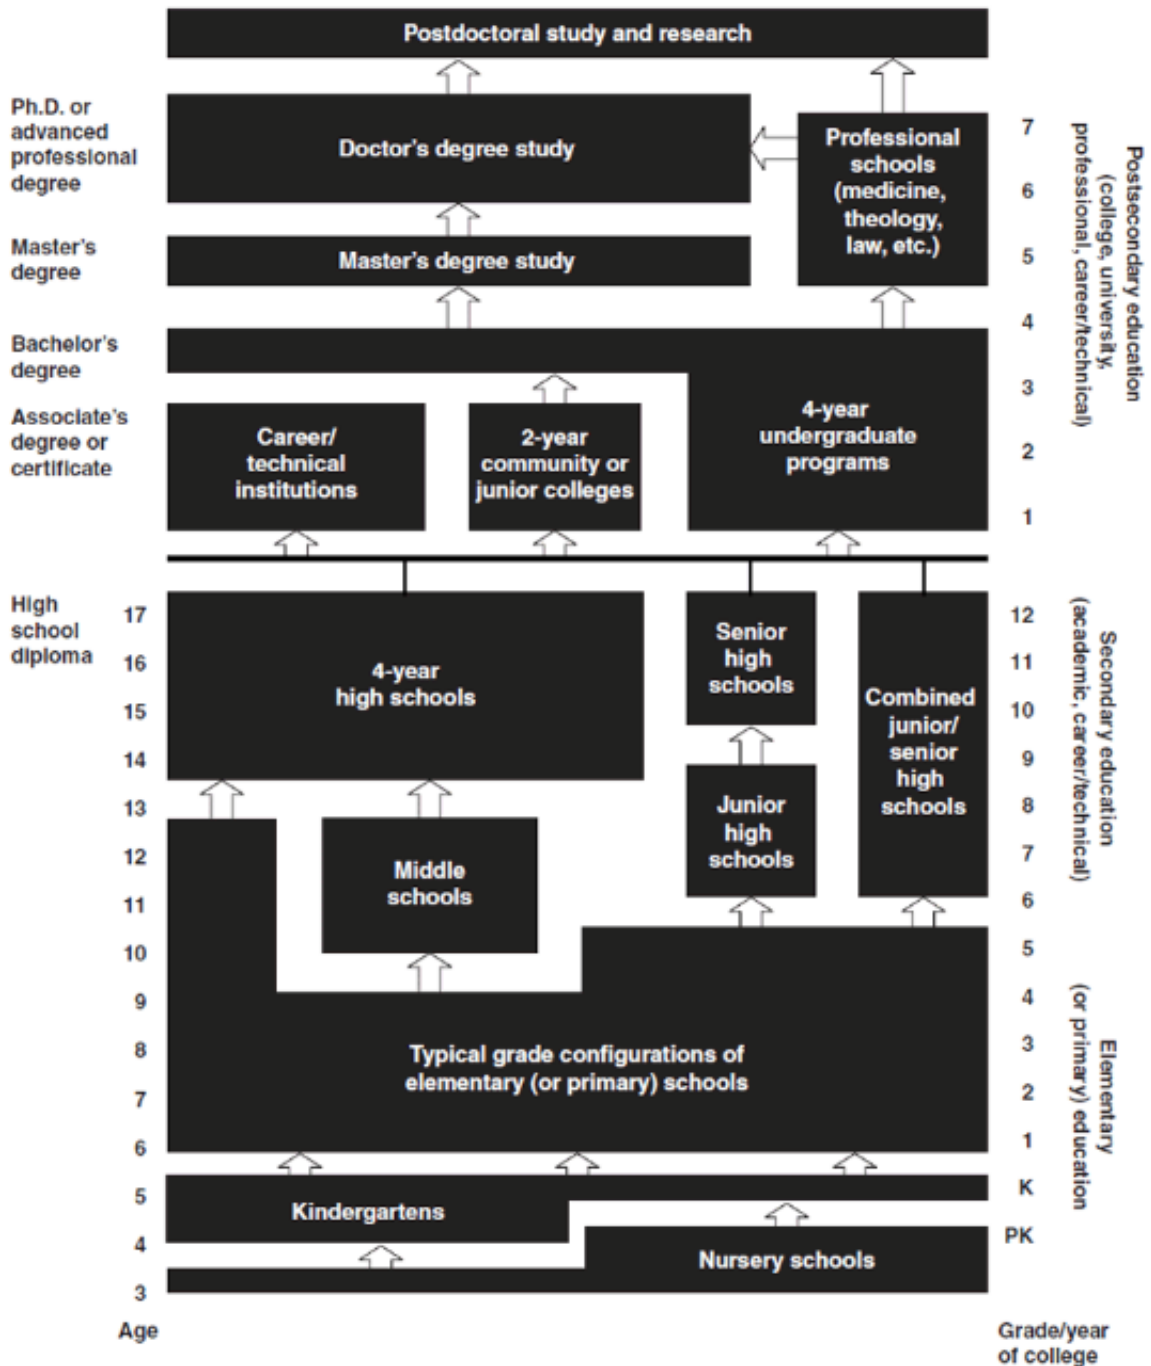 Postdoctoral study and research
Ph.D. or
advanced
professional
degree
Doctor's degree study
Professional
schools
(medicine,
theology,
law, etc.)
7
6
5
4
3
2
1
Postsecondary education
(college, university,
professional, career/technical)
Master's
degree
Master's degree study
Bachelor's
degree
4-year
undergraduate
programs
Associate's
degree or
certificate
Career/
technical
institutions
2-year
community or
junior colleges
High
school
diploma
17
16
15
14
13
12
11
10
9
8
7
6
5
4
3
Age
4-year
high schools
Senior
high
schools
Combined
junior/
senior
high
schools
Junior
high
schools
Middle
schools
Typical grade configurations of
elementary (or primary) schools
Kindergartens
Nursery schools
12
11
10
9
8
7
6
5
4
3
2
1
K
PK
Grade/year
of college
Secondary education
(academic, career/technical)
Elementary
(or primary) education